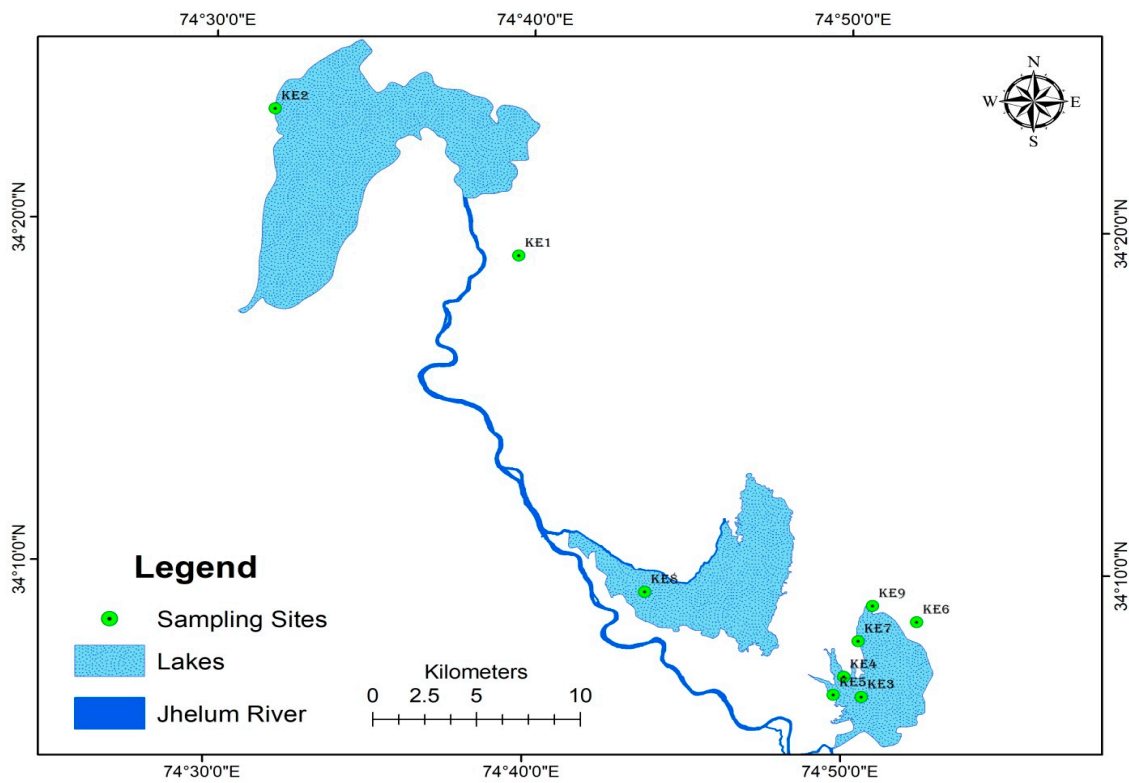 74°30'0"E 74°40'0"E 74°50'0"E
N
W E
S
KE2
34°20'0"N
34°20'0"N
KE1
34°10'0"N
34°10'0"N
KE8
KE9
KE6
KE7
KE4
KE5 KE3
Legend
Sampling Sites
Lakes
Jhelum River
Kilometers
0 2.5 5 10
74°30'0"E 74°40'0"E 74°50'0"E